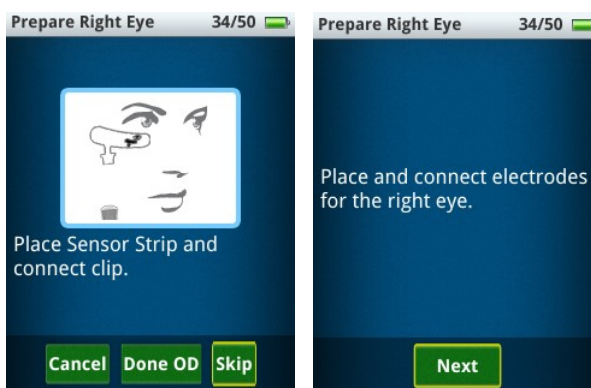 Prepare Right Eye 34/50
Place Sensor Strip and
connect clip.
Cancel Done OD Skip
Prepare Right Eye 34/50
Place and connect electrodes
for the right eye.
Next